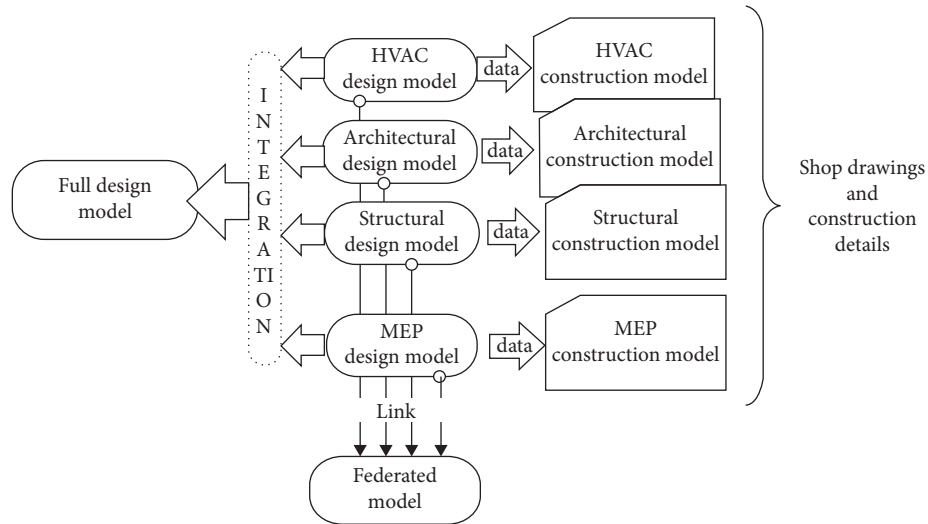 HVAC
design model
data
HVAC
construction model
Architectural
design model
data
Architectural
construction model
Structural
design model
data
Structural
construction model
MEP
design model
data
MEP
construction model
I
N
T
E
G
R
A
TI
O
N
Full design
model
Link
Federated
model
Shop drawings
and
construction
details